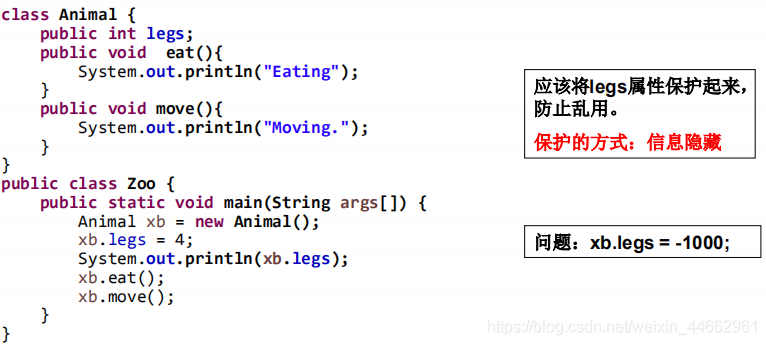 class Animal {
public int legs;
public void  eat(){
System.out.println("Eating");
}
public void move(){
System.out.println("Moving.");
}
}
public class Zoo {
public static void main(String args[]) {
Animal xb = new Animal();
xb.legs = 4;
System.out.println(xb.legs);
xb.eat();
xb.move();
}
}
应该将legs属性保护起来，
防止乱用。
保护的方式：信息隐藏
问题：xb.legs = -1000;
https://blog.csdn.net/weixin_44662961